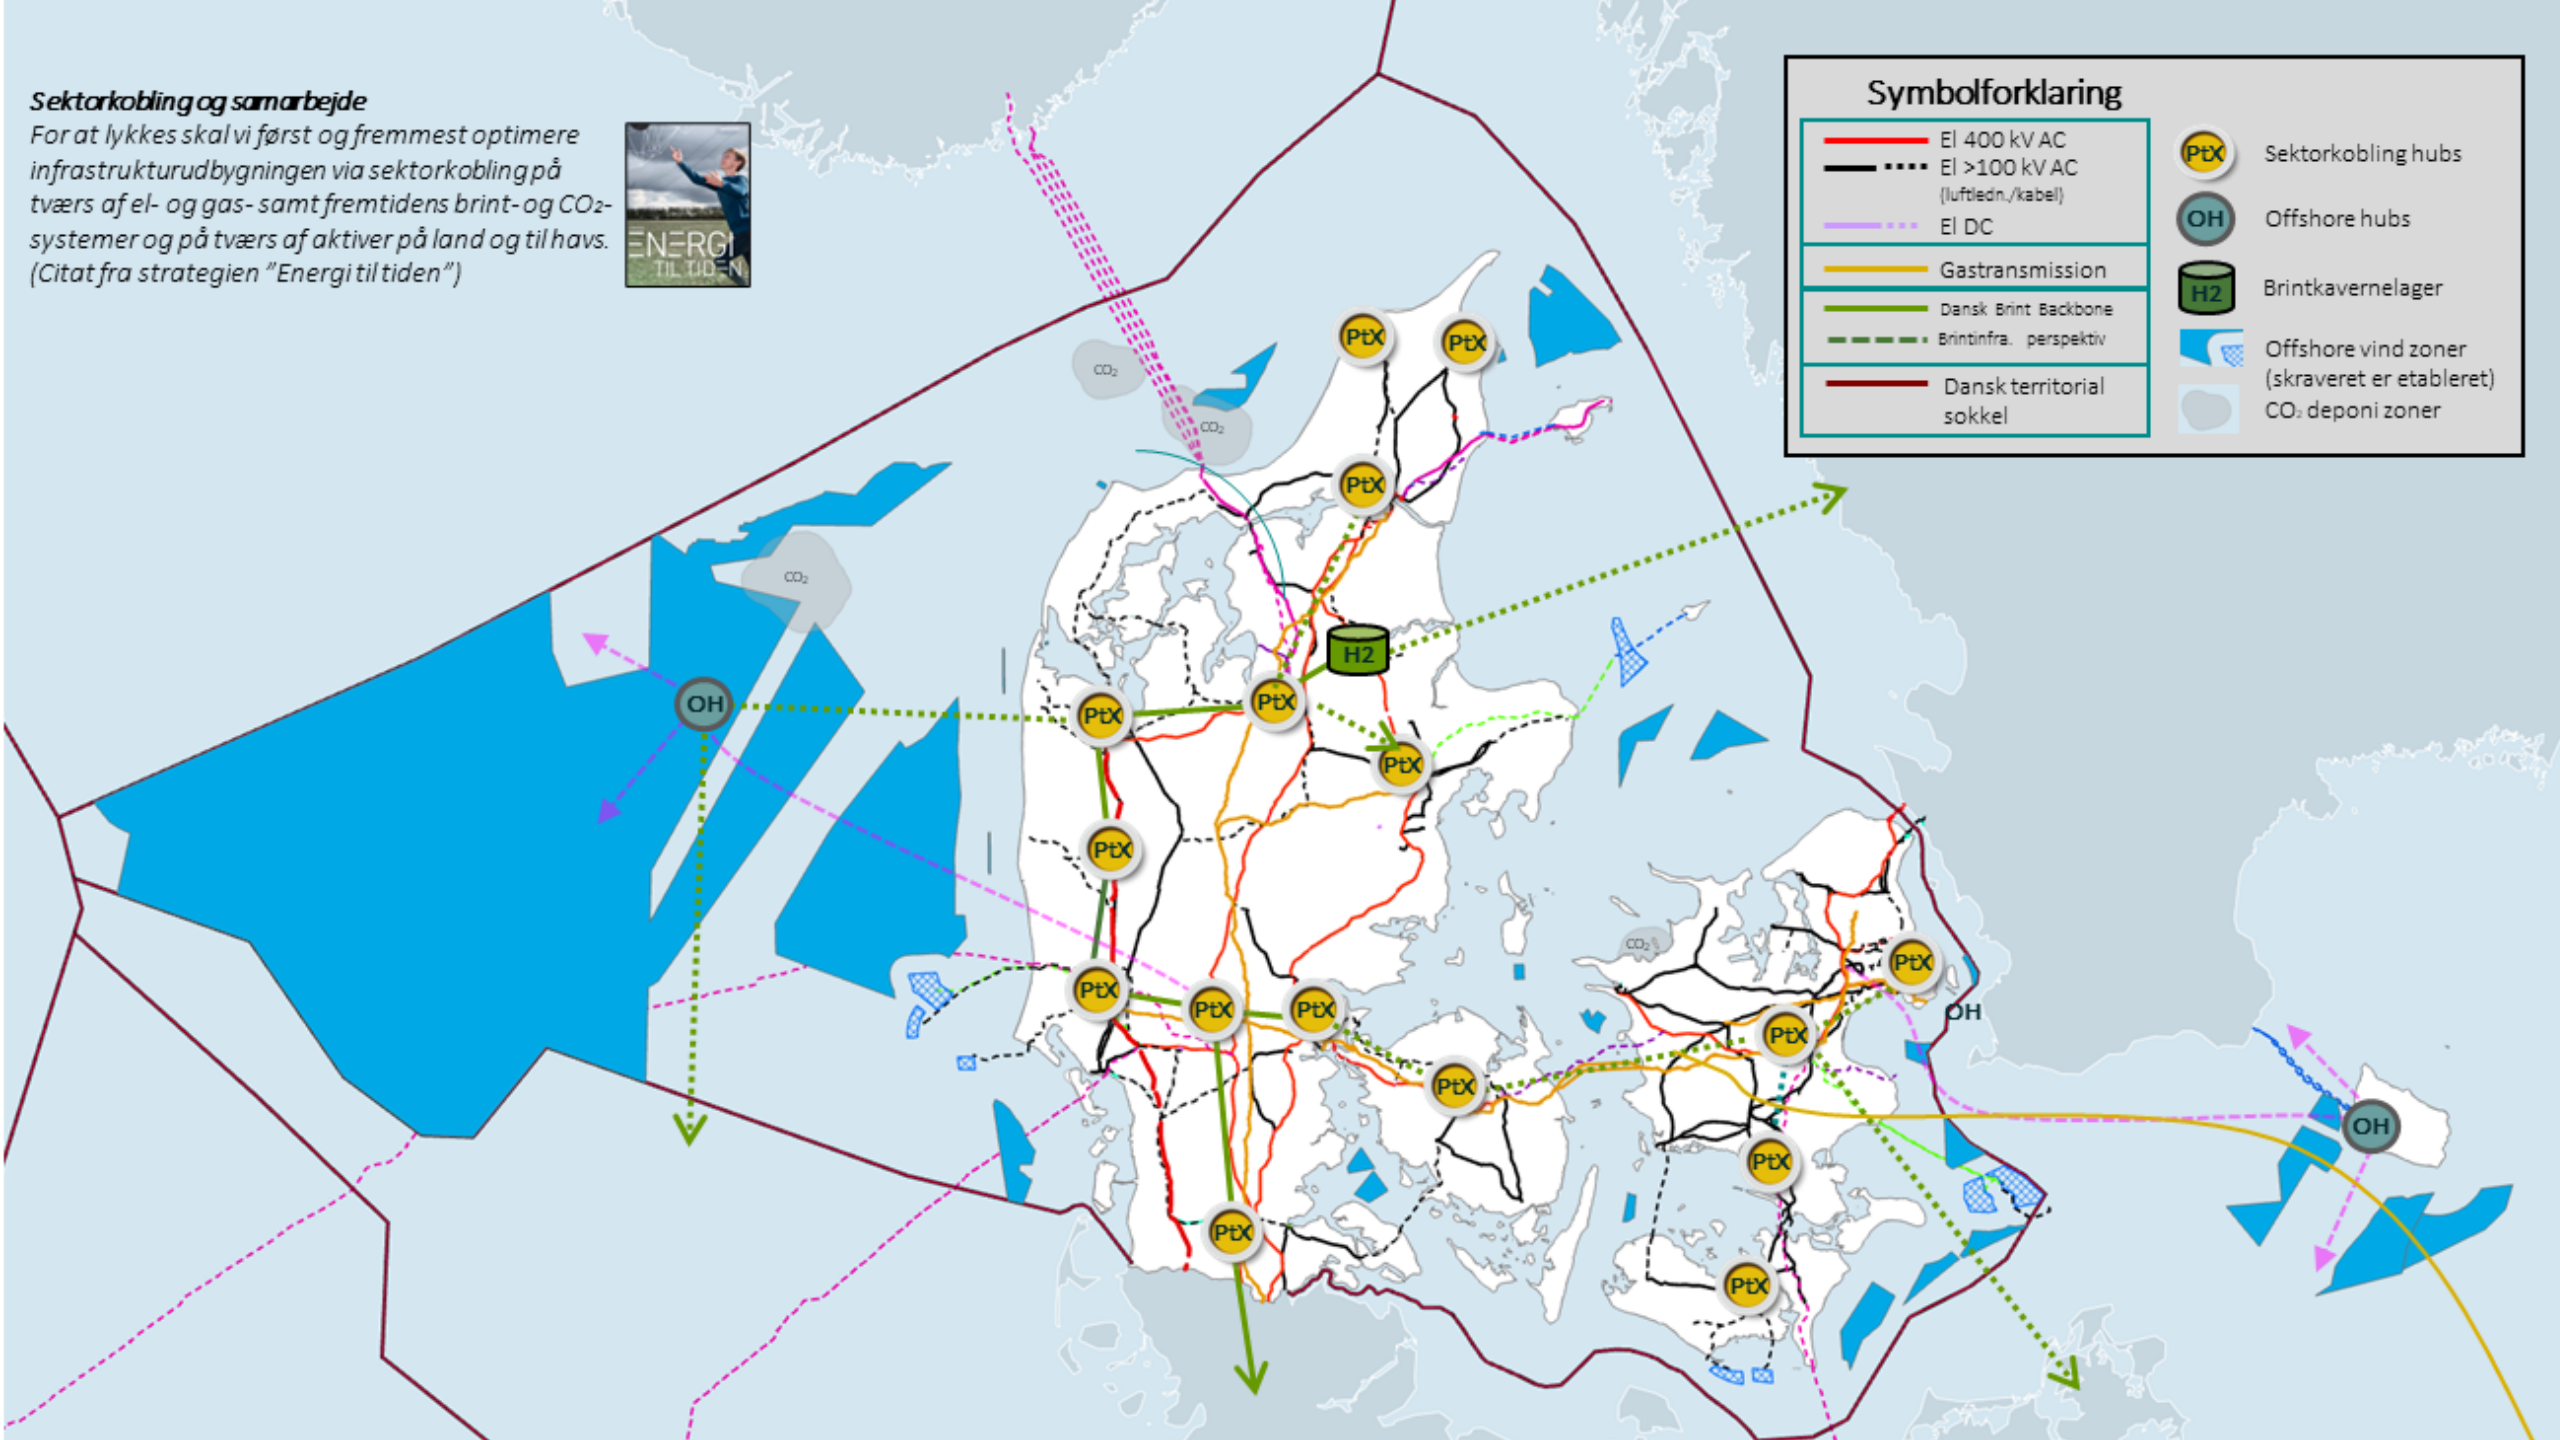 Sektorkobling og samarbejde
For at lykkes skal vi først og fremmest optimere
infrastrukturudbygningen via sektorkobling på
tværs af el- og gas- samt fremtidens brint- og CO₂-
systemer og på tværs af aktiver på land og til havs.
(Citat fra strategien ”Energi til tiden”)
ENERGI
TIL TIDEN
Symbolforklaring
El 400 kV AC
El >100 kV AC
(luftledn./kabel)
El DC
Gastransmission
Dansk Brint Backbone
Brintinfra. perspektiv
Dansk territorial
sokkel
PtX
Sektorkobling hubs
OH
Offshore hubs
H2
Brintkavernelager
Offshore vind zoner
(skraveret er etableret)
CO₂ deponi zoner
PtX
PtX
CO₂
CO₂
PtX
CO₂
H2
OH
PtX
PtX
PtX
PtX
CO₂
PtX
PtX
PtX
PtX
OH
PtX
PtX
OH
PtX
PtX
PtX